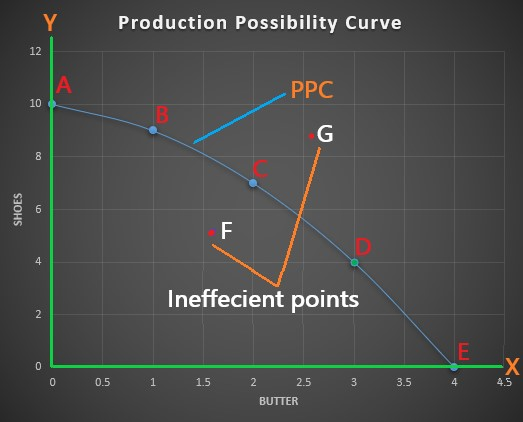 Production Possibility Curve
Y
12
10
8
6
4
2
0
SHOES
A
B
PPC
G
C
F
D
Ineffecient points
E
X
0 0.5 1 1.5 2 2.5 3 3.5 4 4.5
BUTTER